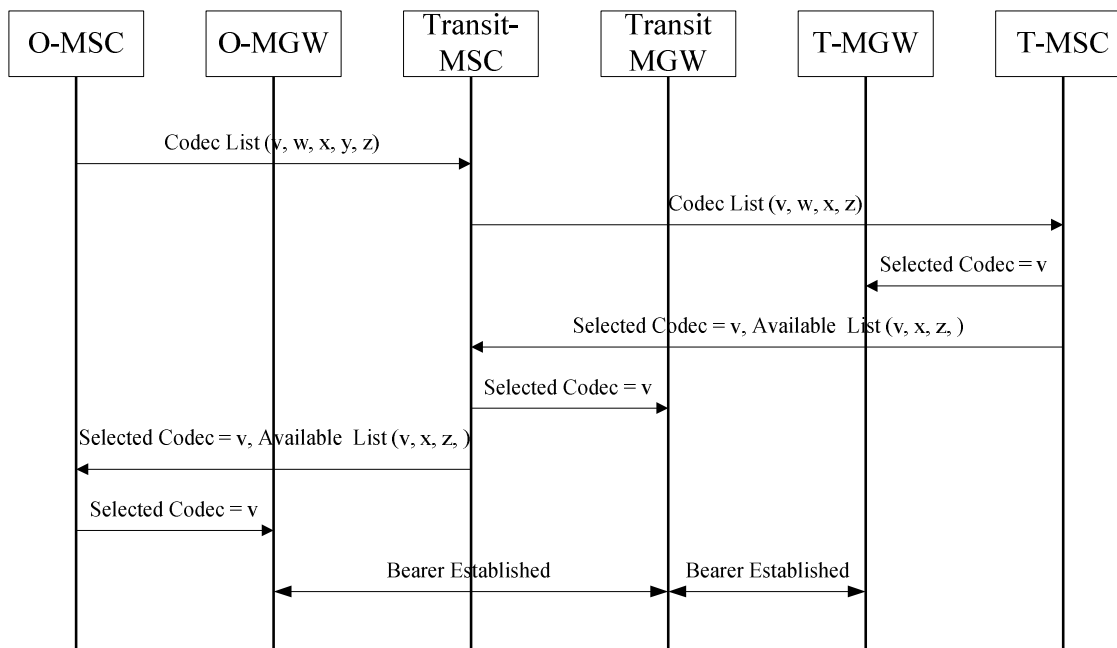 O-MSC
O-MGW
Transit-
MSC
Transit
MGW
T-MGW
T-MSC
Codec List (v, w, x, y, z)
Codec List (v, w, x, z)
Selected Codec = v
Selected Codec = v, Available List (v, x, z, )
Selected Codec = v
Selected Codec = v, Available List (v, x, z, )
Selected Codec = v
Bearer Established
Bearer Established